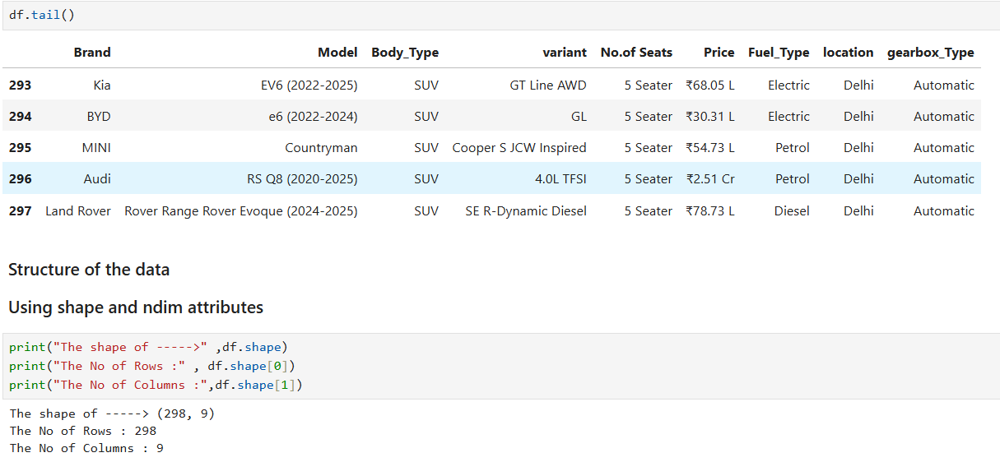 df.tail()
Brand Model Body_Type variant No.of Seats Price Fuel_Type location gearbox_Type
293 Kia EV6 (2022-2025) SUV GT Line AWD 5 Seater ₹68.05 L Electric Delhi Automatic
294 BYD e6 (2022-2024) SUV GL 5 Seater ₹30.31 L Electric Delhi Automatic
295 MINI Countryman SUV Cooper S JCW Inspired 5 Seater ₹54.73 L Petrol Delhi Automatic
296 Audi RS Q8 (2020-2025) SUV 4.0L TFSI 5 Seater ₹2.51 Cr Petrol Delhi Automatic
297 Land Rover Rover Range Rover Evoque (2024-2025) SUV SE R-Dynamic Diesel 5 Seater ₹78.73 L Diesel Delhi Automatic
Structure of the data
Using shape and ndim attributes
print("The shape of ----->" ,df.shape)
print("The No of Rows :" , df.shape[0])
print("The No of Columns :",df.shape[1])
The shape of -----> (298, 9)
The No of Rows : 298
The No of Columns : 9